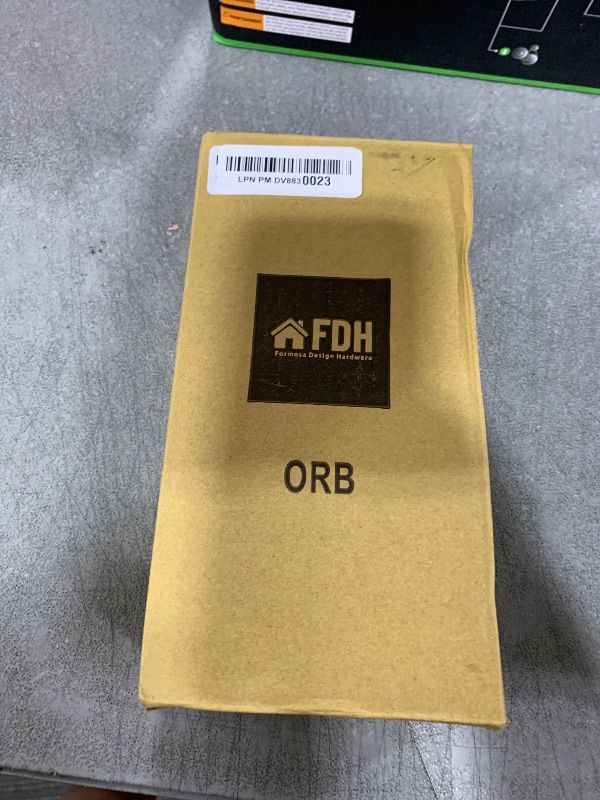 LPN PM DV883 0023
FDH
Formosa Design Hardware
ORB